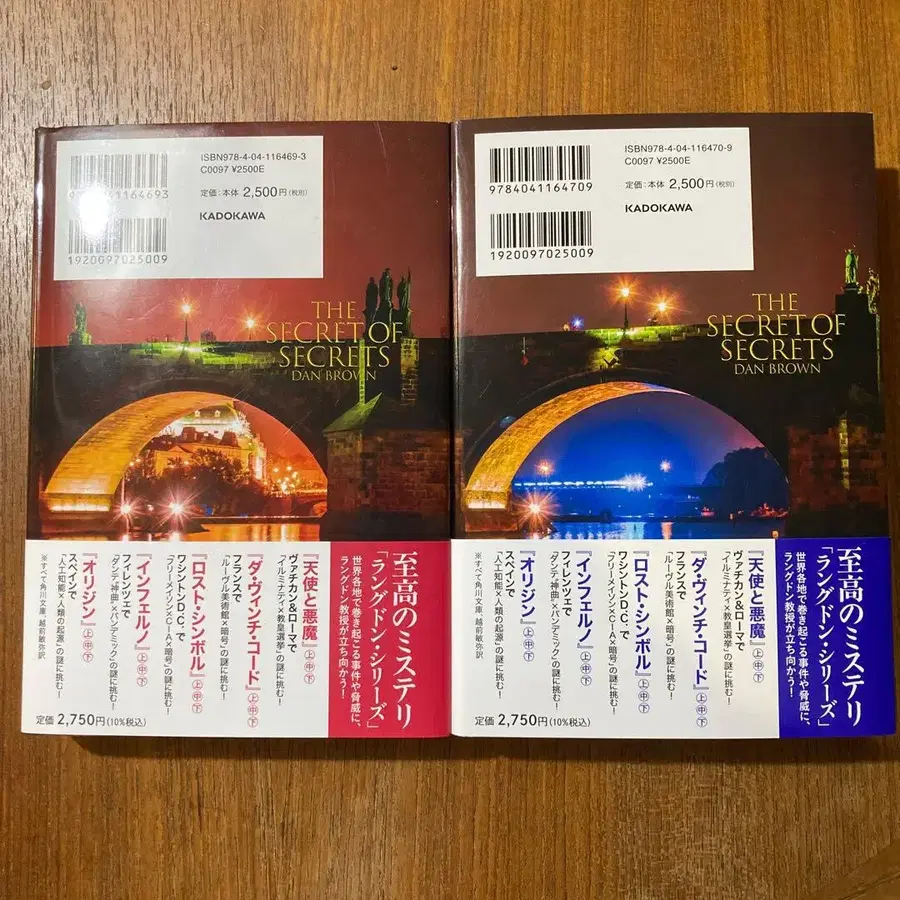 ISBN978-4-04-116469-3
C0097 ¥2500E
定価:本体2,500円(税別)
KADOKAWA
1920097025009
THE
SECRET OF
SECRETS
DAN BROWN
至高のミステリ
「ラングドン・シリーズ」
世界各地で巻き起こる事件や脅威に、
ラングドン教授が立ち向かう!
『天使と悪魔』上中下
ヴァチカン&ローマで
"イルミナティ×教皇選挙"の謎に挑む!
『ダ・ヴィンチ・コード』上中下
フランスで
"ルーヴル美術館×暗号"の謎に挑む!
『ロスト・シンボル』上中下
ワシントンD.C.で
"フリーメイソン×CIA×暗号"の謎に挑む!
『インフェルノ』上中下
フィレンツェで
"ダンテ『神曲』×パンデミック"の謎に挑む!
『オリジン』上中下
スペインで
"人工知能×人類の起源"の謎に挑む!
※すべて角川文庫、越前敏弥訳
定価 2,750円(10%税込)
9784041164709
ISBN978-4-04-116470-9
C0097 ¥2500E
定価:本体2,500円(税別)
KADOKAWA
1920097025009
THE
SECRET OF
SECRETS
DAN BROWN
至高のミステリ
「ラングドン・シリーズ」
世界各地で巻き起こる事件や脅威に、
ラングドン教授が立ち向かう!
『天使と悪魔』上中下
ヴァチカン&ローマで
"イルミナティ×教皇選挙"の謎に挑む!
『ダ・ヴィンチ・コード』上中下
フランスで
"ルーヴル美術館×暗号"の謎に挑む!
『ロスト・シンボル』上中下
ワシントンD.C.で
"フリーメイソン×CIA×暗号"の謎に挑む!
『インフェルノ』上中下
フィレンツェで
"ダンテ『神曲』×パンデミック"の謎に挑む!
『オリジン』上中下
スペインで
"人工知能×人類の起源"の謎に挑む!
※すべて角川文庫、越前敏弥訳
定価 2,750円(10%税込)